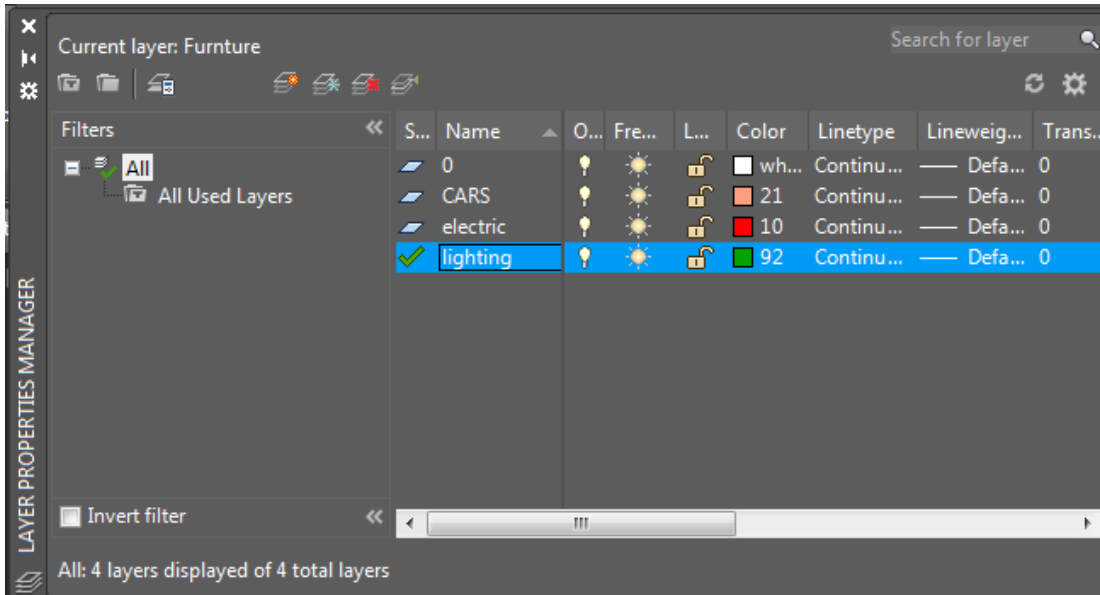 Current layer: Furnture
Search for layer
Filters
S... Name O... Fre... L... Color Linetype Lineweig... Trans..
All
All Used Layers
0 wh... Continu... Defa... 0
CARS 21 Continu... Defa... 0
electric 10 Continu... Defa... 0
lighting 92 Continu... Defa... 0
Invert filter
All: 4 layers displayed of 4 total layers
LAYER PROPERTIES MANAGER